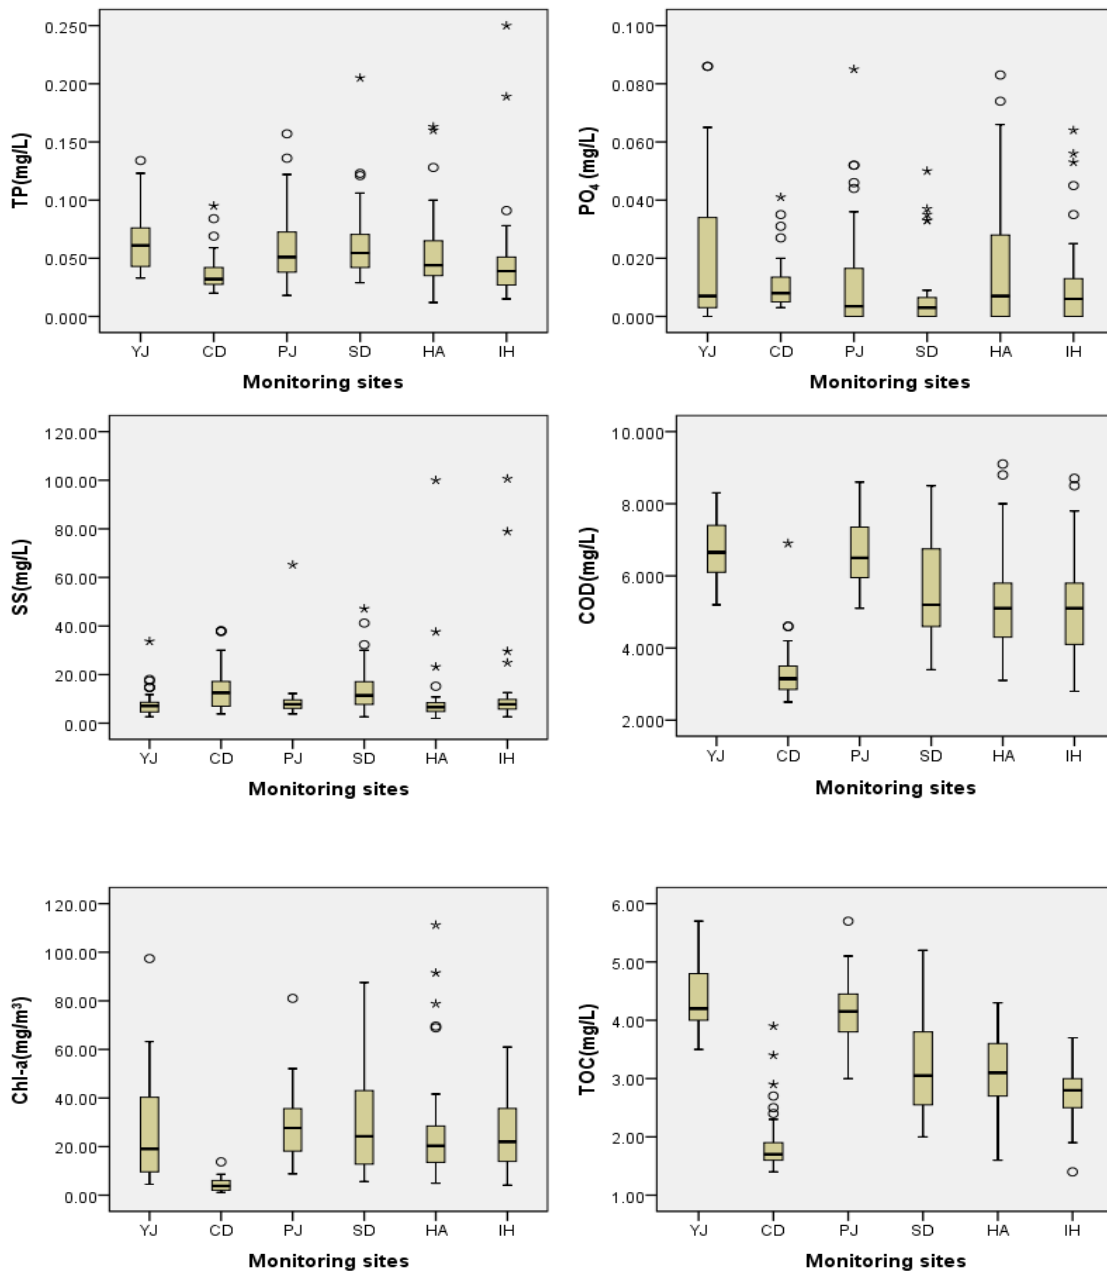 TP(mg/L)
0.250
0.200
0.150
0.100
0.050
0.000
YJ CD PJ SD HA IH
Monitoring sites
PO₄ (mg/L)
0.100
0.080
0.060
0.040
0.020
0.000
YJ CD PJ SD HA IH
Monitoring sites
SS(mg/L)
120.00
100.00
80.00
60.00
40.00
20.00
0.00
YJ CD PJ SD HA IH
Monitoring sites
COD(mg/L)
10.000
8.000
6.000
4.000
2.000
YJ CD PJ SD HA IH
Monitoring sites
Chl-a(mg/m³)
120.00
100.00
80.00
60.00
40.00
20.00
0.00
YJ CD PJ SD HA IH
Monitoring sites
TOC(mg/L)
6.00
5.00
4.00
3.00
2.00
1.00
YJ CD PJ SD HA IH
Monitoring sites